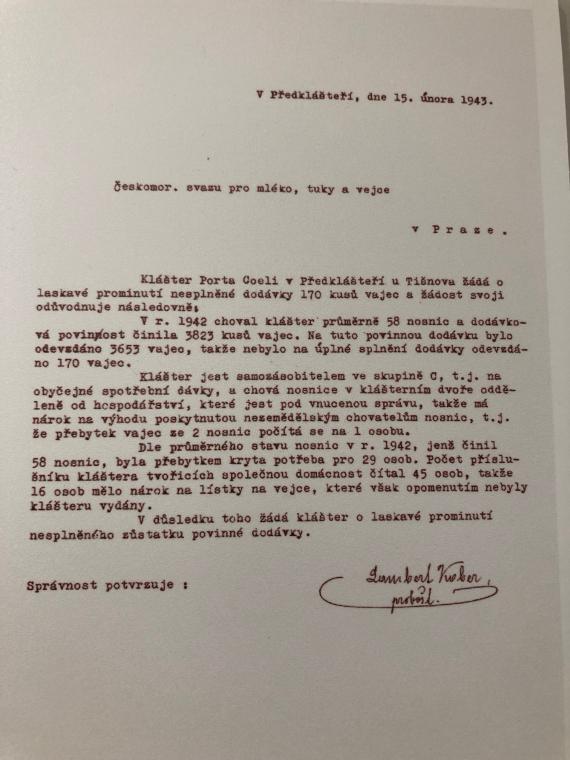 V Předklášteří, dne 15. února 1943.
Českomor. svazu pro mléko, tuky a vejce
v Praze.
Klášter Porta Coeli v Předklášteří u Tišnova žádá o
laskavé prominutí nesplněné dodávky 170 kusů vajec a žádost svoji
odůvodnuje následovně:
V r. 1942 choval klášter průměrně 58 nosnic a dodávko-
vá povinnost činila 3823 kusů vajec. Na tuto povinnou dodávku bylo
odevzdáno 3653 vajec, takže nebylo na úplné splnění dodávky odevzdá-
no 170 vajec.
Klášter jest samozásobitelem ve skupině C, t.j. na
obyčejné spotřební dávky, a chová nosnice v klášterním dvoře oddě-
leně od hospodářství, které jest pod vnucenou správu, takže má
nárok na výhodu poskytnutou nezemědělským chovatelům nosnic, t.j.
že přebytek vajec ze 2 nosnic počítá se na 1 osobu.
Dle průměrného stavu nosnic v r. 1942, jenž činil
58 nosnic, byla přebytkem kryta potřeba pro 29 osob. Počet příslu-
šníku kláštera tvořících společnou domácnost čítal 45 osob, takže
16 osob mělo nárok na lístky na vejce, které však opomenutím nebyly
klášteru vydány.
V důsledku toho žádá klášter o laskavé prominutí
nesplněného zůstatku povinné dodávky.
Správnost potvrzuje :
Lambert
probošt.